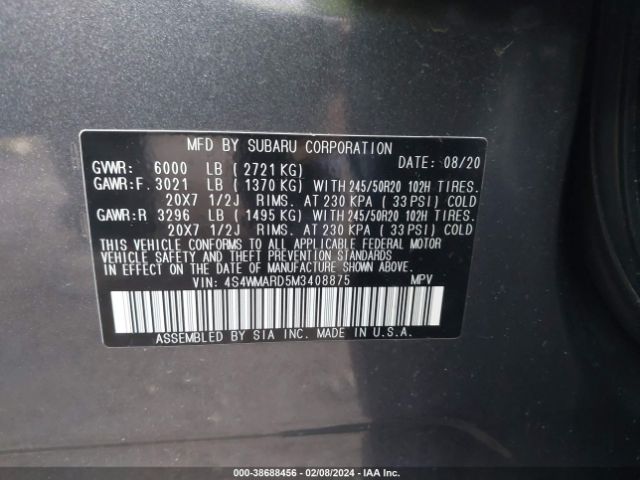 MFD BY SUBARU CORPORATION
GVWR: 6000 LB ( 2721 KG) DATE: 08/20
GAWR:F. 3021 LB ( 1370 KG) WITH 245/50R20 102H TIRES.
20X7 1/2J RIMS. AT 230 KPA ( 33 PSI) COLD
GAWR:R 3296 LB ( 1495 KG) WITH 245/50R20 102H TIRES.
20X7 1/2J RIMS. AT 230 KPA ( 33 PSI) COLD
THIS VEHICLE CONFORMS TO ALL APPLICABLE FEDERAL MOTOR
VEHICLE SAFETY AND THEFT PREVENTION STANDARDS
IN EFFECT ON THE DATE OF MANUFACTURE SHOWN ABOVE.
VIN: 4S4WMARD5M3408875 MPV
ASSEMBLED BY SIA INC. MADE IN U.S.A.
000-38688456 - 02/08/2024 - IAA Inc.